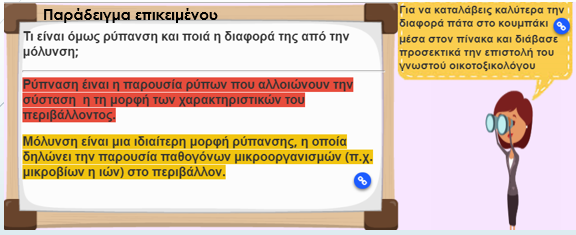 Παράδειγμα επικειμένου
Τι είναι όμως ρύπανση και ποιά η διαφορά της από την
μόλυνση;
Ρύπναση έιναι η παρουσία ρύπων που αλλοιώνουν την
σύσταση η τη μορφή των χαρακτηριστικών του
περιβάλλοντος.
Μόλυνση είναι μια ιδιαίτερη μορφή ρύπανσης, η οποία
δηλώνει την παρουσία παθογόνων μικροοργανισμών (π.χ.
μικροβίων η ιών) στο περιβάλλον.
Για να καταλάβεις καλύτερα την
διαφορά πάτα στο κουμπάκι
μέσα στον πίνακα και διάβασε
προσεκτικά την επιστολή του
γνωστού οικοτοξικολόγου